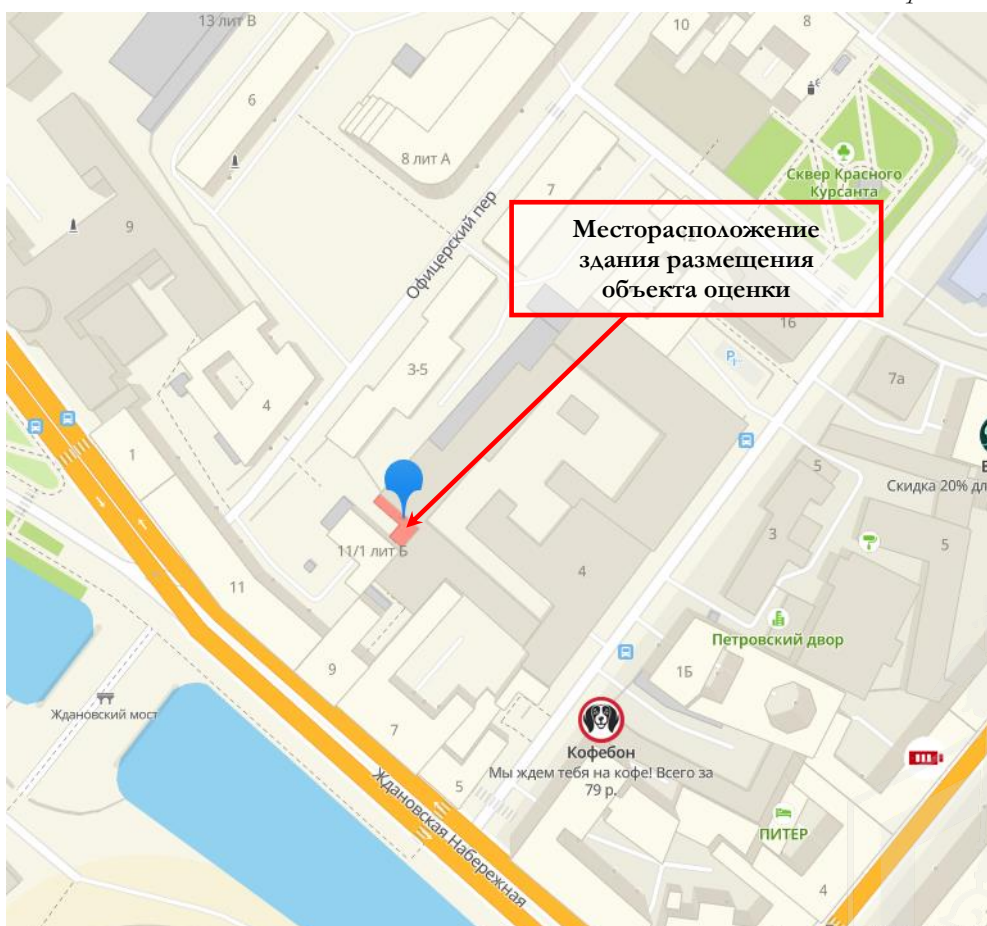 13 лит В
10
8
6
8 лит А
Сквер Красного
Курсанта
7
9
Офицерский пер
12
Месторасположение
здания размещения
объекта оценки
16
3-5
7а
4
1
5
Скидка 20% дл
3
5
11/1 лит Б
4
11
Петровский двор
9
1Б
Ждановский мост
7
Кофебон
Мы ждем тебя на кофе! Всего за
79 р.
5
Ждановская Набережная
ПИТЕР
4